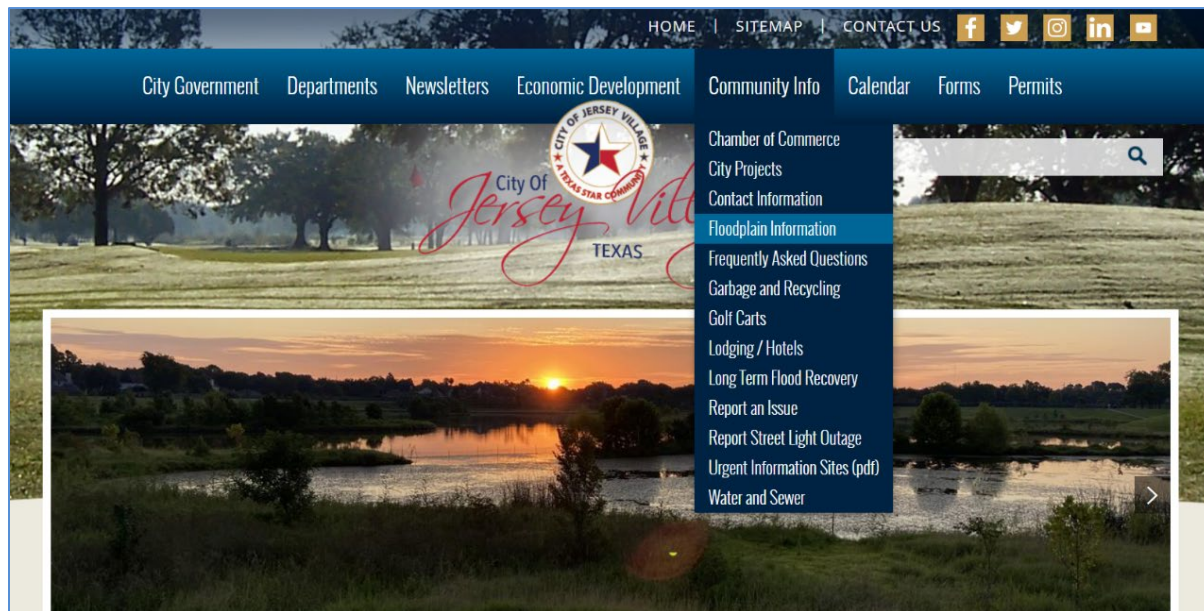 HOME | SITEMAP | CONTACT US
City Government Departments Newsletters Economic Development Community Info Calendar Forms Permits
CITY OF JERSEY VILLAGE
A TEXAS STAR COMMUNITY
City Of
Jersey Vill
TEXAS
Chamber of Commerce
City Projects
Contact Information
Floodplain Information
Frequently Asked Questions
Garbage and Recycling
Golf Carts
Lodging / Hotels
Long Term Flood Recovery
Report an Issue
Report Street Light Outage
Urgent Information Sites (pdf)
Water and Sewer